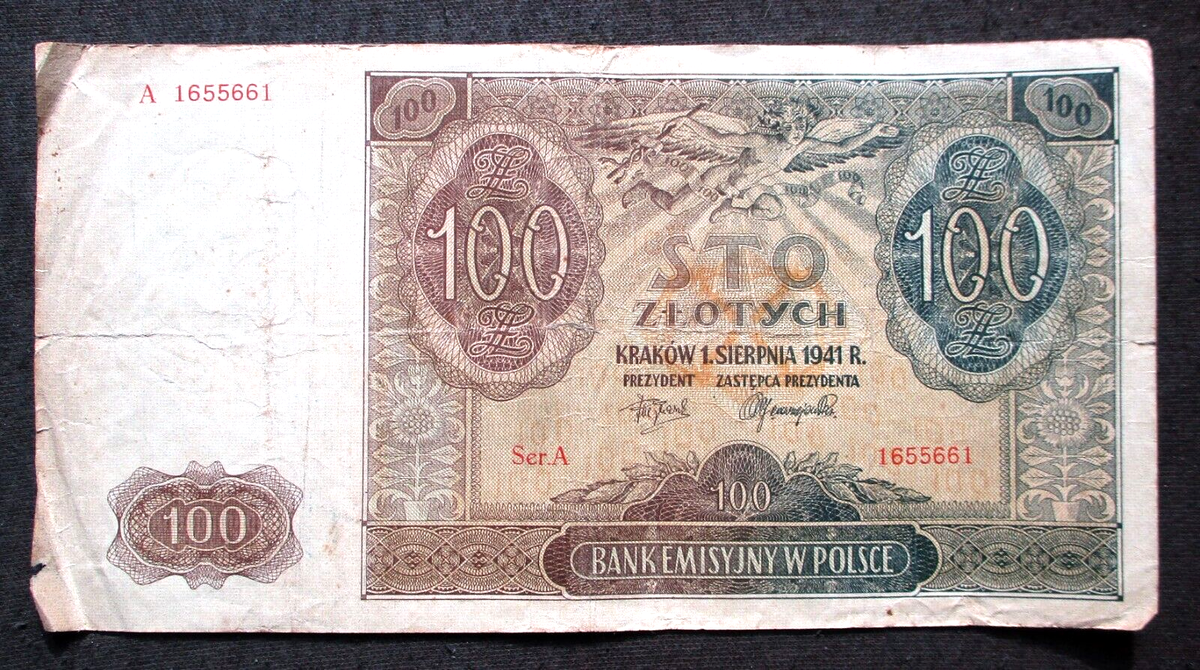 A 1655661
100 100
100 100
STO
ZŁOTYCH
KRAKÓW 1. SIERPNIA 1941 R.
PREZYDENT ZASTĘPCA PREZYDENTA
Ser.A 1655661
100
100
BANK EMISYJNY W POLSCE